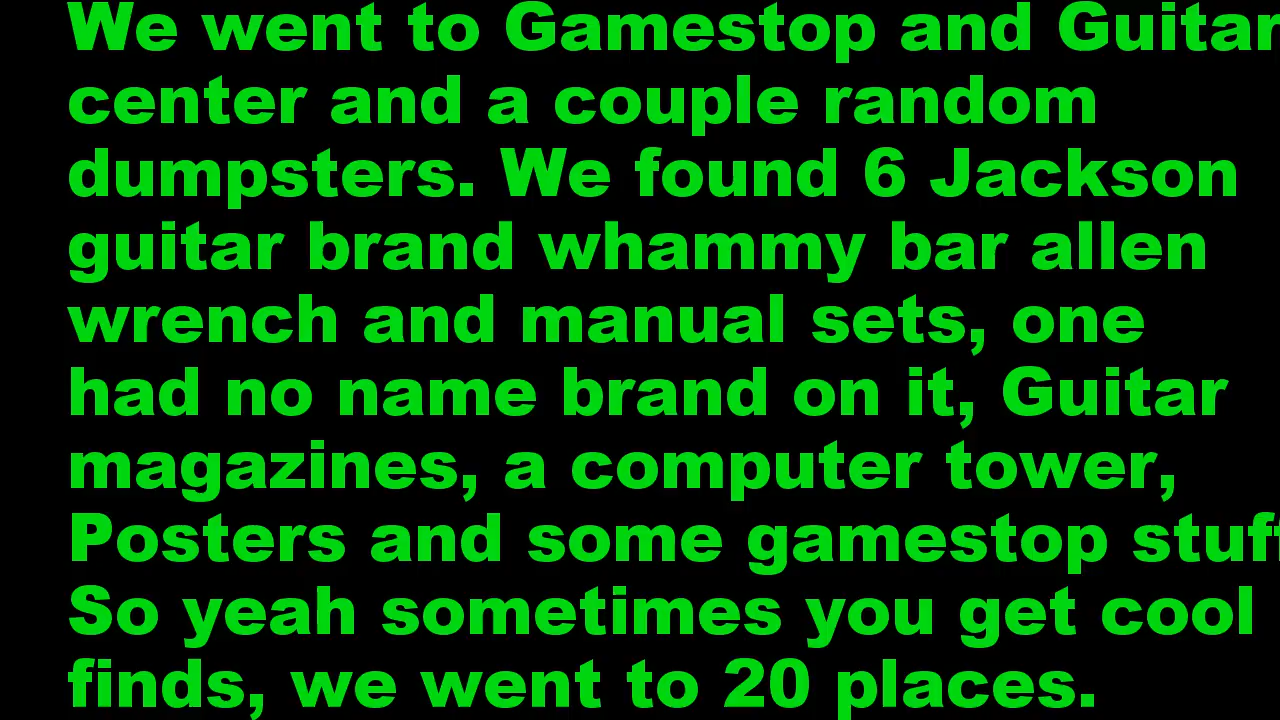 We went to Gamestop and Guitar
center and a couple random
dumpsters. We found 6 Jackson
guitar brand whammy bar allen
wrench and manual sets, one
had no name brand on it, Guitar
magazines, a computer tower,
Posters and some gamestop stuff
So yeah sometimes you get cool
finds, we went to 20 places.